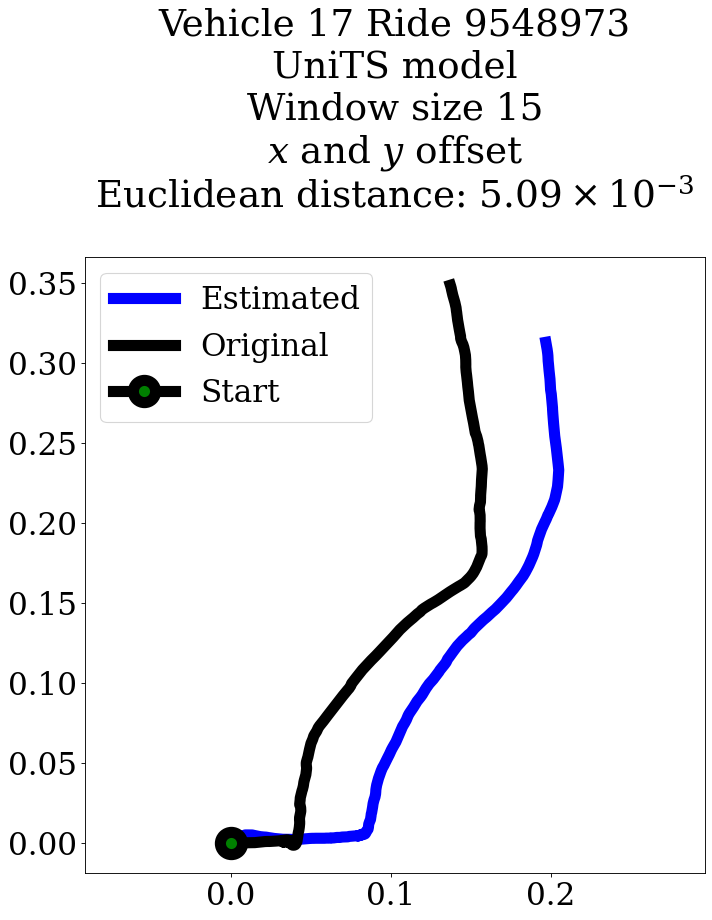 Vehicle 17 Ride 9548973
UniTS model
Window size 15
x and y offset
Euclidean distance: 5.09 × 10⁻³
Estimated
Original
Start
0.35
0.30
0.25
0.20
0.15
0.10
0.05
0.00
0.0 0.1 0.2